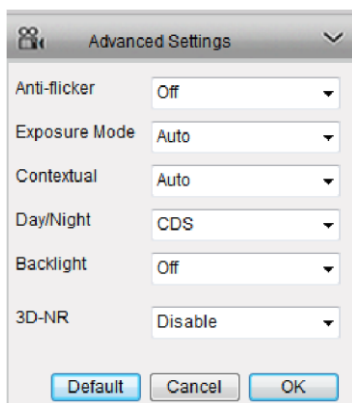 Advanced Settings
Anti-flicker Off
Exposure Mode Auto
Contextual Auto
Day/Night CDS
Backlight Off
3D-NR Disable
Default Cancel OK